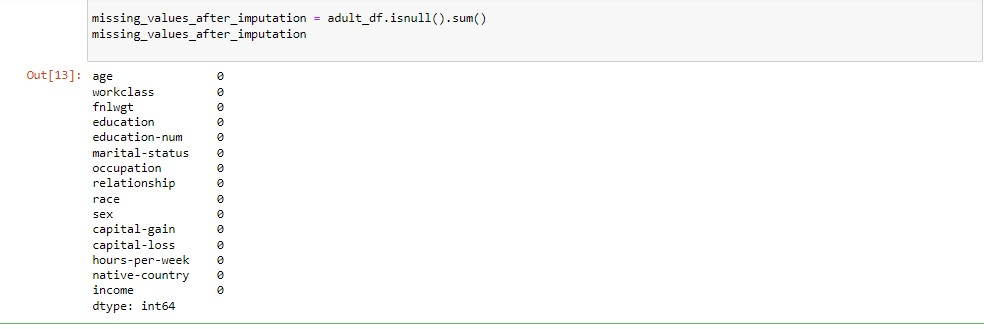 missing_values_after_imputation = adult_df.isnull().sum()
missing_values_after_imputation
Out[13]: age 0
workclass 0
fnlwgt 0
education 0
education-num 0
marital-status 0
occupation 0
relationship 0
race 0
sex 0
capital-gain 0
capital-loss 0
hours-per-week 0
native-country 0
income 0
dtype: int64